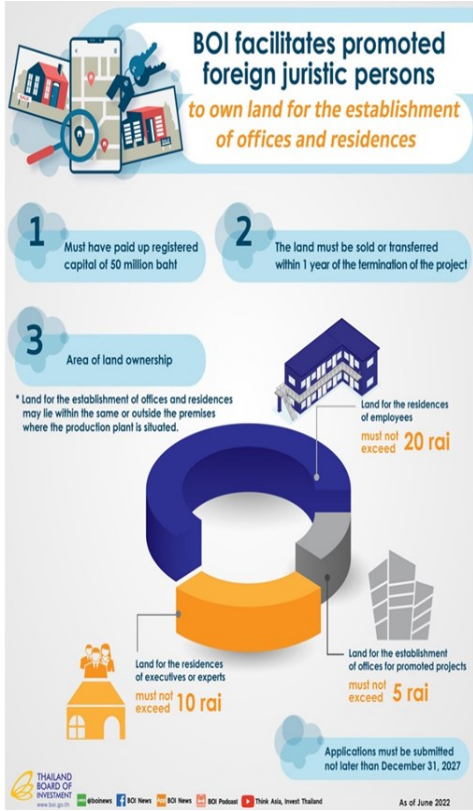 BOI facilitates promoted
foreign juristic persons
to own land for the establishment
of offices and residences
1
Must have paid up registered
capital of 50 million baht
2
The land must be sold or transferred
within 1 year of the termination of the project
3
Area of land ownership
* Land for the establishment of offices and residences
may lie within the same or outside the premises
where the production plant is situated.
Land for the residences
of employees
must not
exceed 20 rai
Land for the residences
of executives or experts
must not
exceed 10 rai
Land for the establishment
of offices for promoted projects
must not
exceed 5 rai
Applications must be submitted
not later than December 31, 2027
THAILAND
BOARD OF
INVESTMENT
www.boi.go.th
@boinews
BOI News
BOI News
BOI Podcast
Think Asia, Invest Thailand
As of June 2022